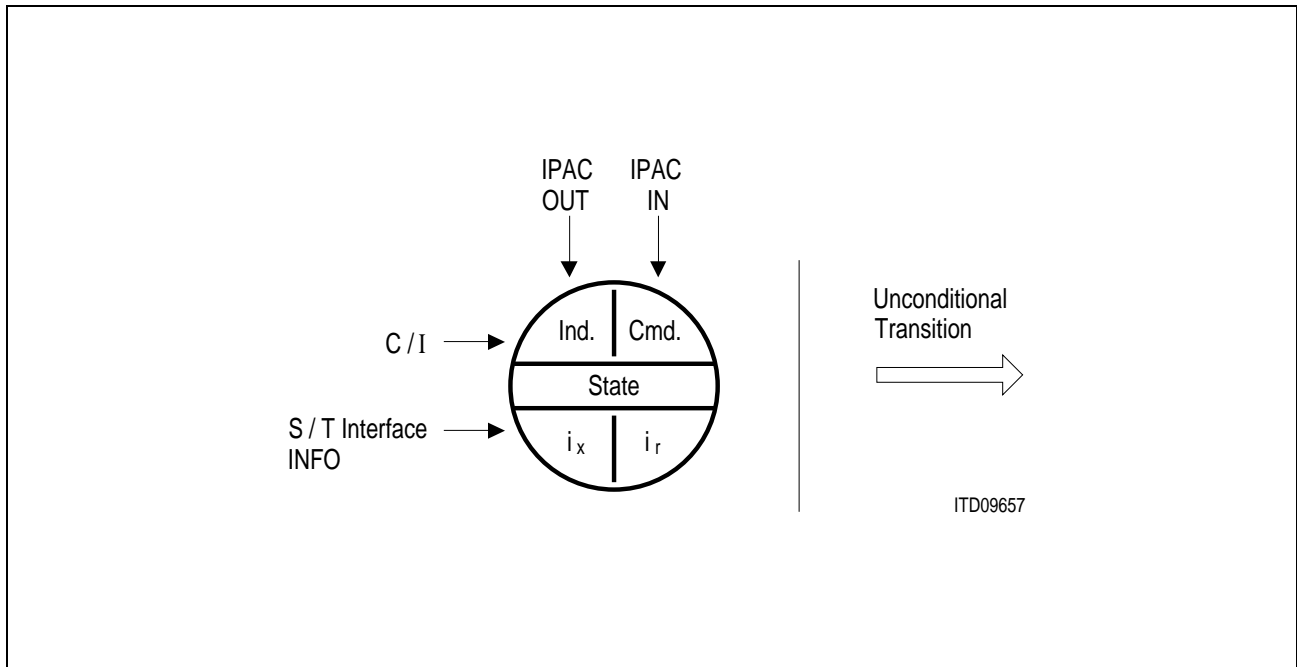 IPAC
OUT
IPAC
IN
C / I
Ind.
Cmd.
State
S / T Interface
INFO
i x
i r
Unconditional
Transition
ITD09657